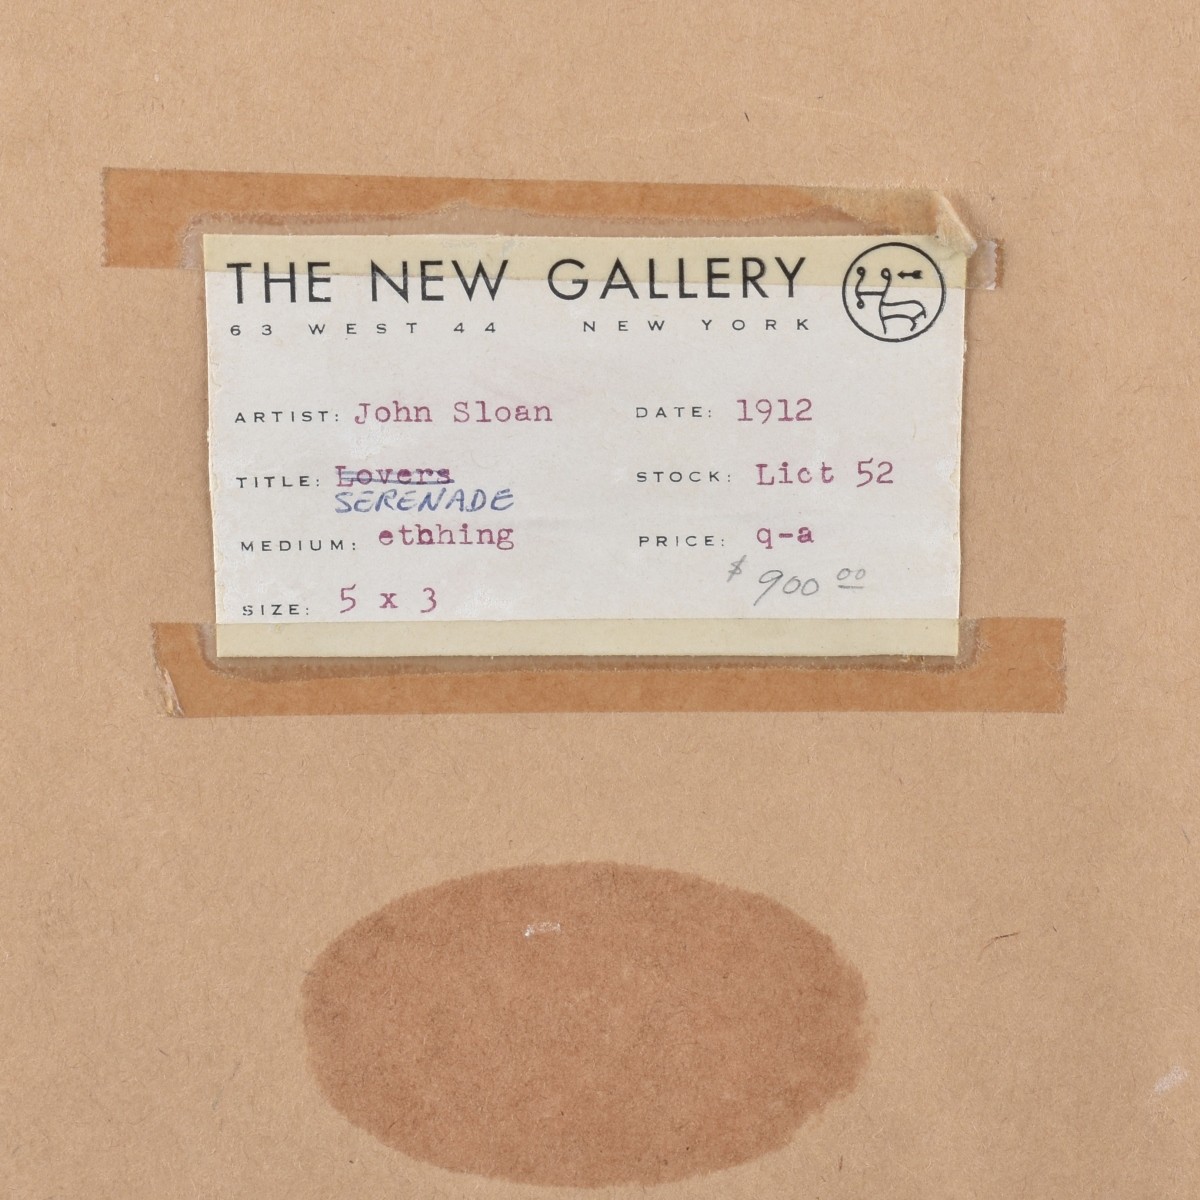 THE NEW GALLERY
63 WEST 44 NEW YORK
ARTIST: John Sloan DATE: 1912
TITLE: Lovers STOCK: Lict 52
SERENADE
MEDIUM: ethhing PRICE: q-a
$900.00
SIZE: 5 x 3